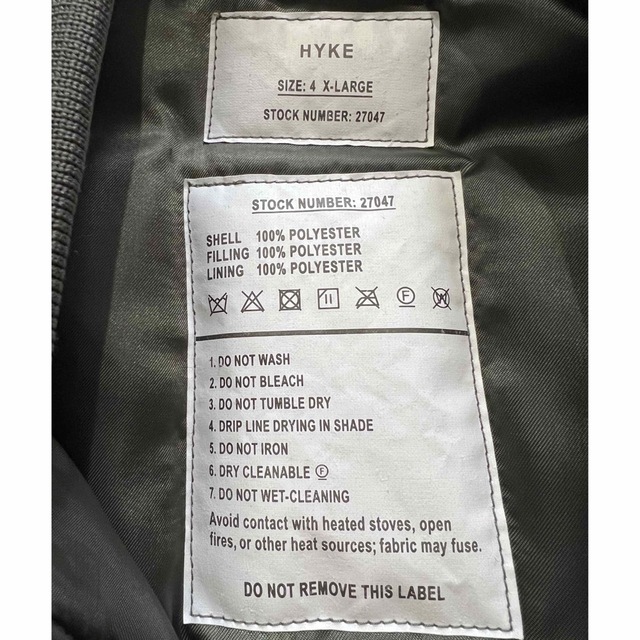 HYKE
SIZE: 4 X-LARGE
STOCK NUMBER: 27047
STOCK NUMBER: 27047
SHELL 100% POLYESTER
FILLING 100% POLYESTER
LINING 100% POLYESTER
F W
1. DO NOT WASH
2. DO NOT BLEACH
3. DO NOT TUMBLE DRY
4. DRIP LINE DRYING IN SHADE
5. DO NOT IRON
6. DRY CLEANABLE Ⓕ
7. DO NOT WET-CLEANING
Avoid contact with heated stoves, open
fires, or other heat sources; fabric may fuse.
DO NOT REMOVE THIS LABEL